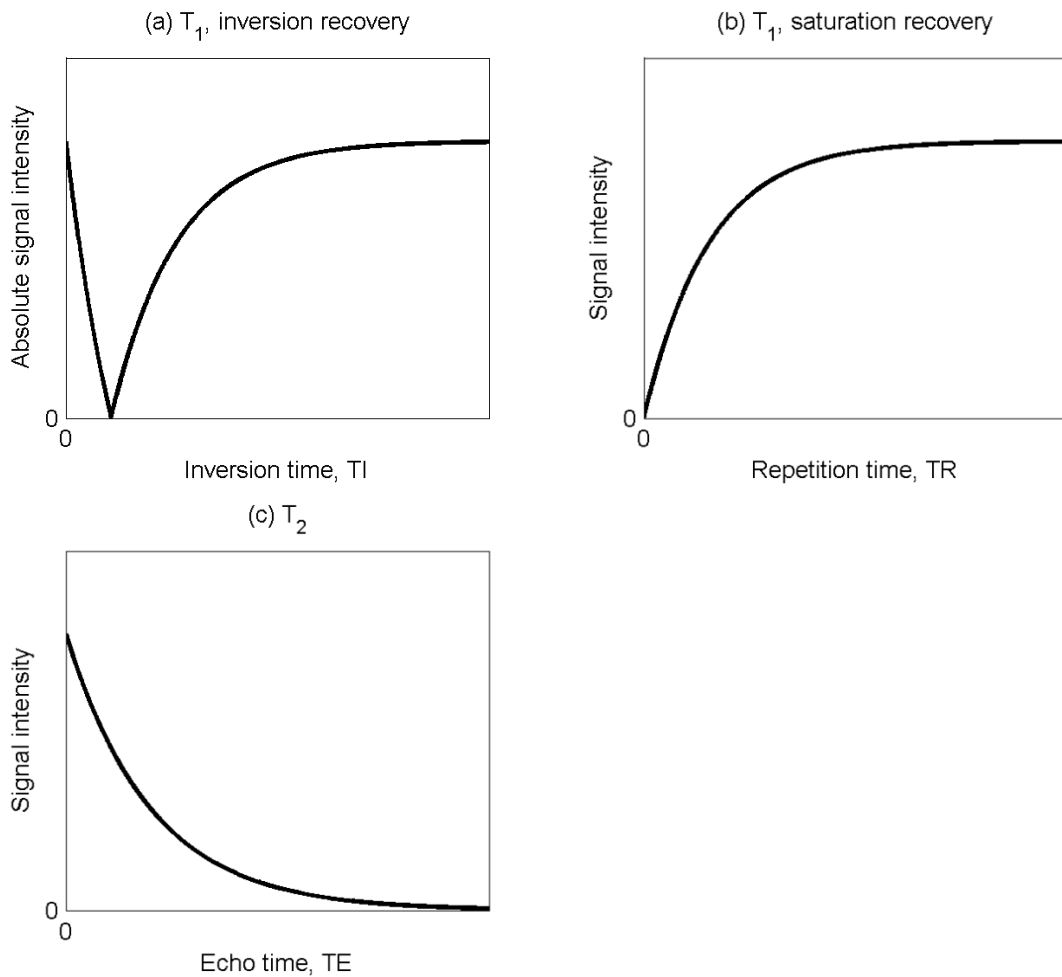 (a) T1, inversion recovery
Absolute signal intensity
0
0
Inversion time, TI
(b) T1, saturation recovery
Signal intensity
0
0
Repetition time, TR
(c) T2
Signal intensity
0
0
Echo time, TE